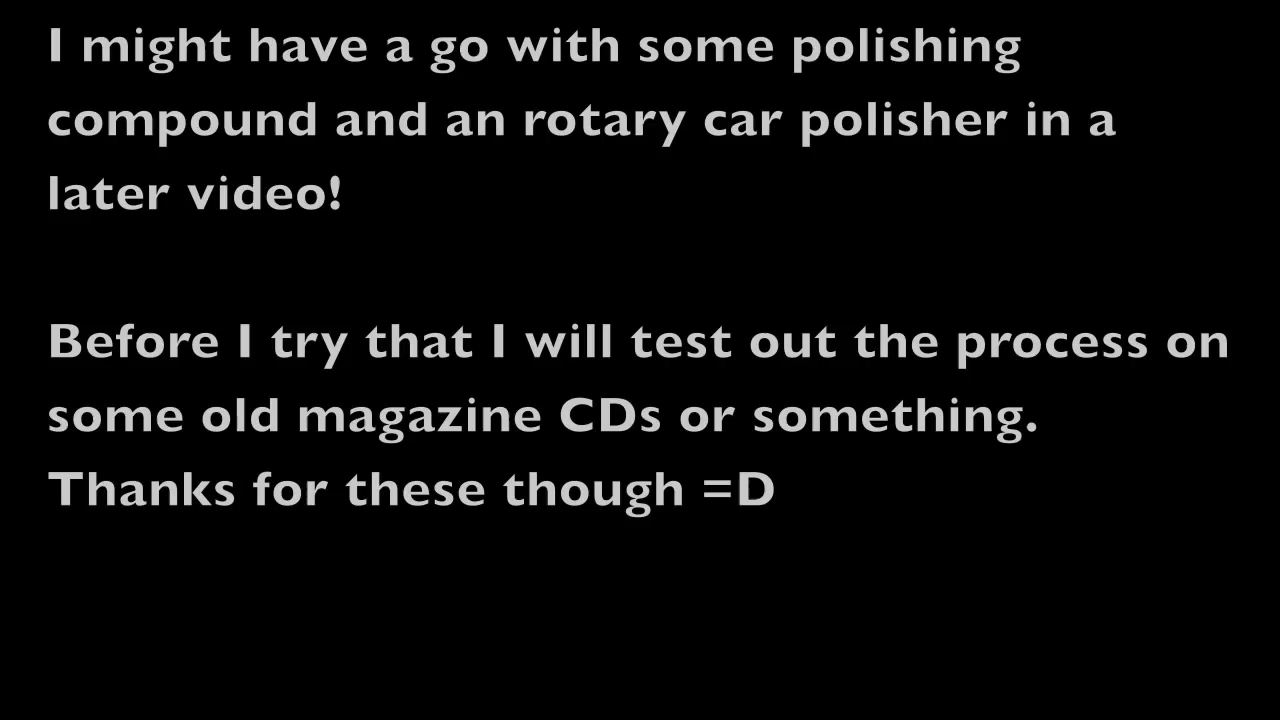 I might have a go with some polishing
compound and an rotary car polisher in a
later video!
Before I try that I will test out the process on
some old magazine CDs or something.
Thanks for these though =D